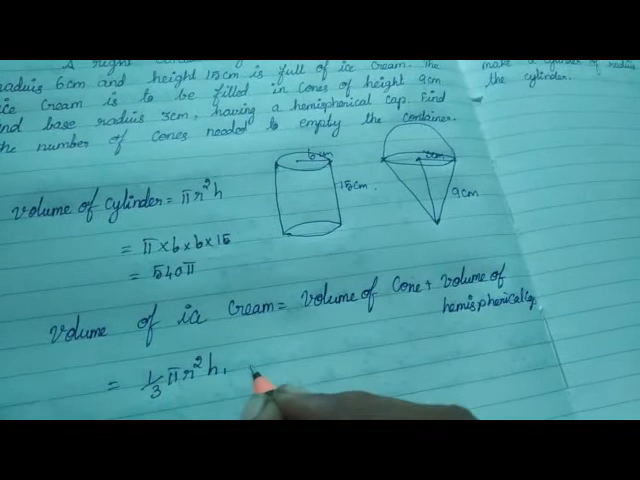 A right
raduis 6cm and height 15cm is full of ice cream. The
ice cream is to be filled in cones of height 9cm
and base raduis 3cm, having a hemispherical cap. Find
the number of cones needed to empty the container.
make a cylinder of radius
the cylinder.
6cm
15cm.
3cm
9cm
Volume of cylinder = πr²h
= π×6×6×15
= 540π
Volume of ice cream = volume of cone + volume of
hemispherical
= 1/3 πr²h,